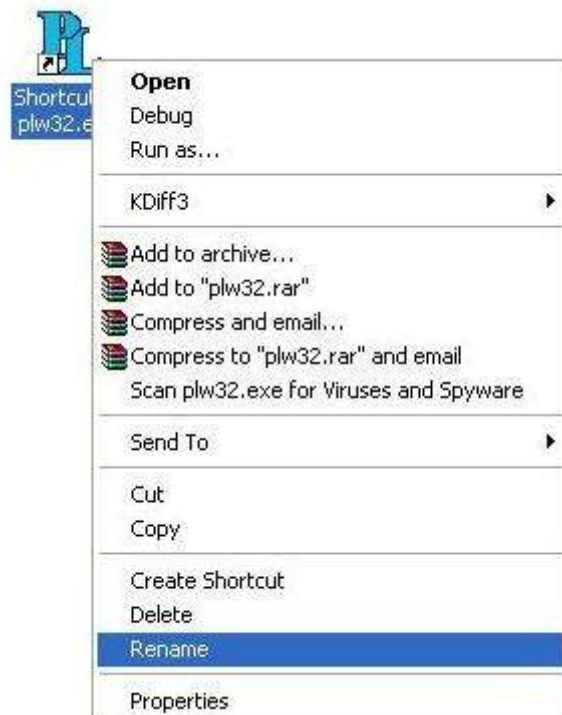 PL
Shortcut
plw32.e
Open
Debug
Run as...
KDiff3
Add to archive...
Add to "plw32.rar"
Compress and email...
Compress to "plw32.rar" and email
Scan plw32.exe for Viruses and Spyware
Send To
Cut
Copy
Create Shortcut
Delete
Rename
Properties